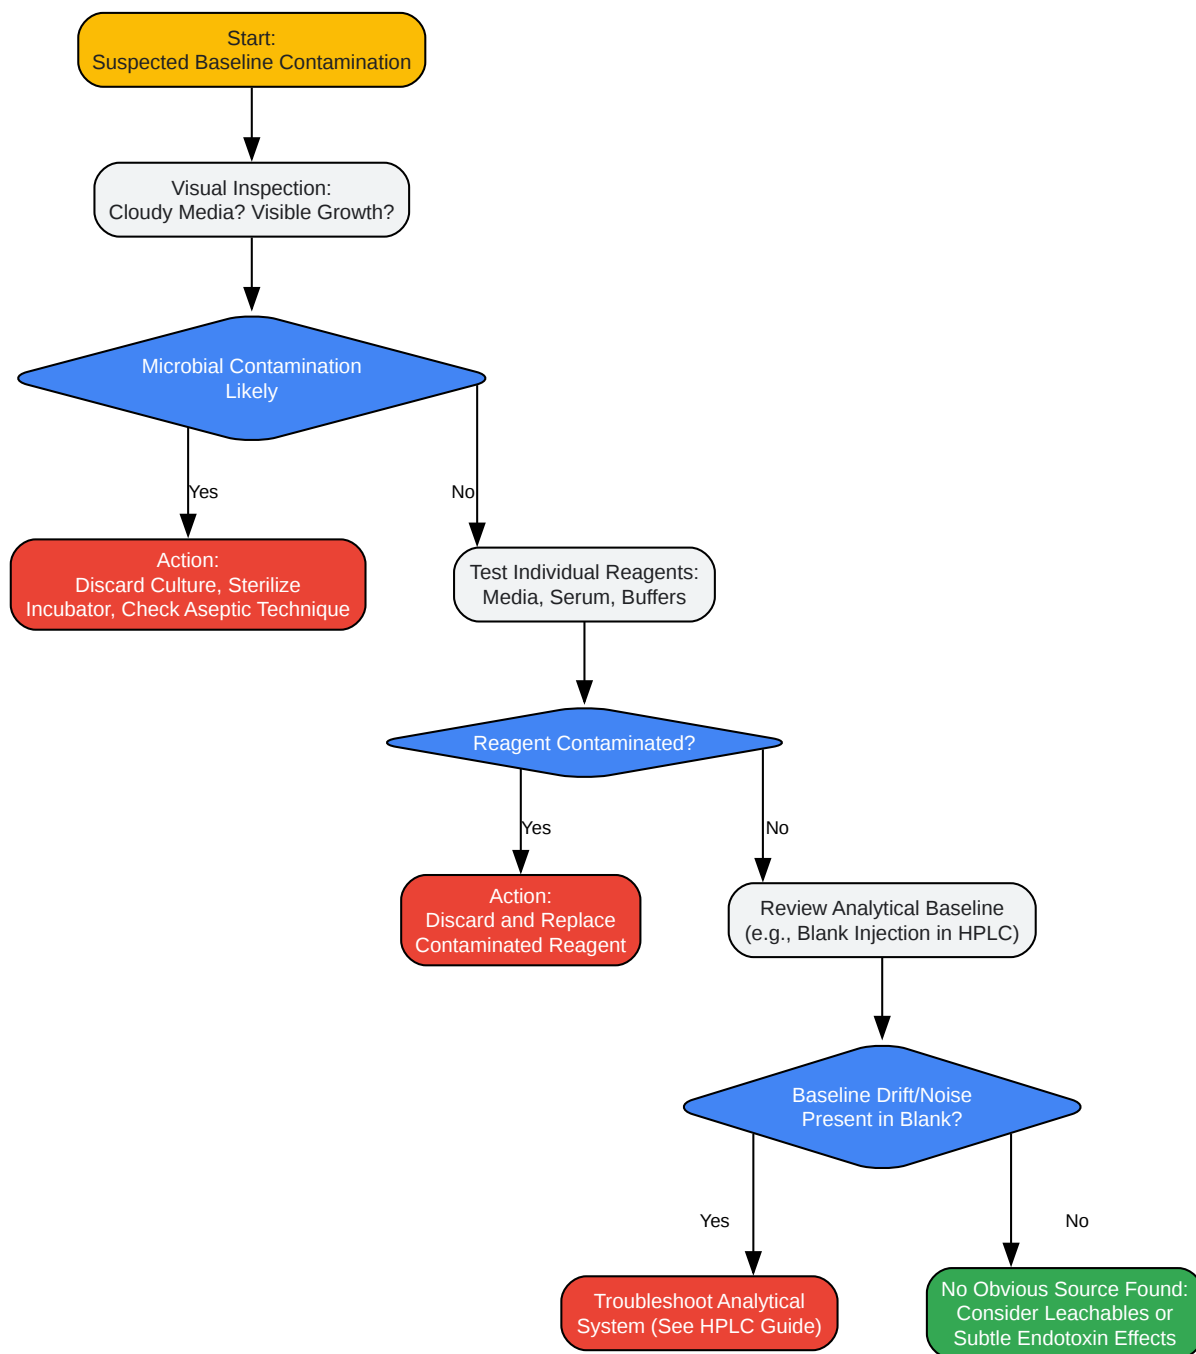 Start:
Suspected Baseline Contamination
Visual Inspection:
Cloudy Media? Visible Growth?
Microbial Contamination
Likely
Yes
No
Action:
Discard Culture, Sterilize
Incubator, Check Aseptic Technique
Test Individual Reagents:
Media, Serum, Buffers
Reagent Contaminated?
Yes
No
Action:
Discard and Replace
Contaminated Reagent
Review Analytical Baseline
(e.g., Blank Injection in HPLC)
Baseline Drift/Noise
Present in Blank?
Yes
No
Troubleshoot Analytical
System (See HPLC Guide)
No Obvious Source Found:
Consider Leachables or
Subtle Endotoxin Effects